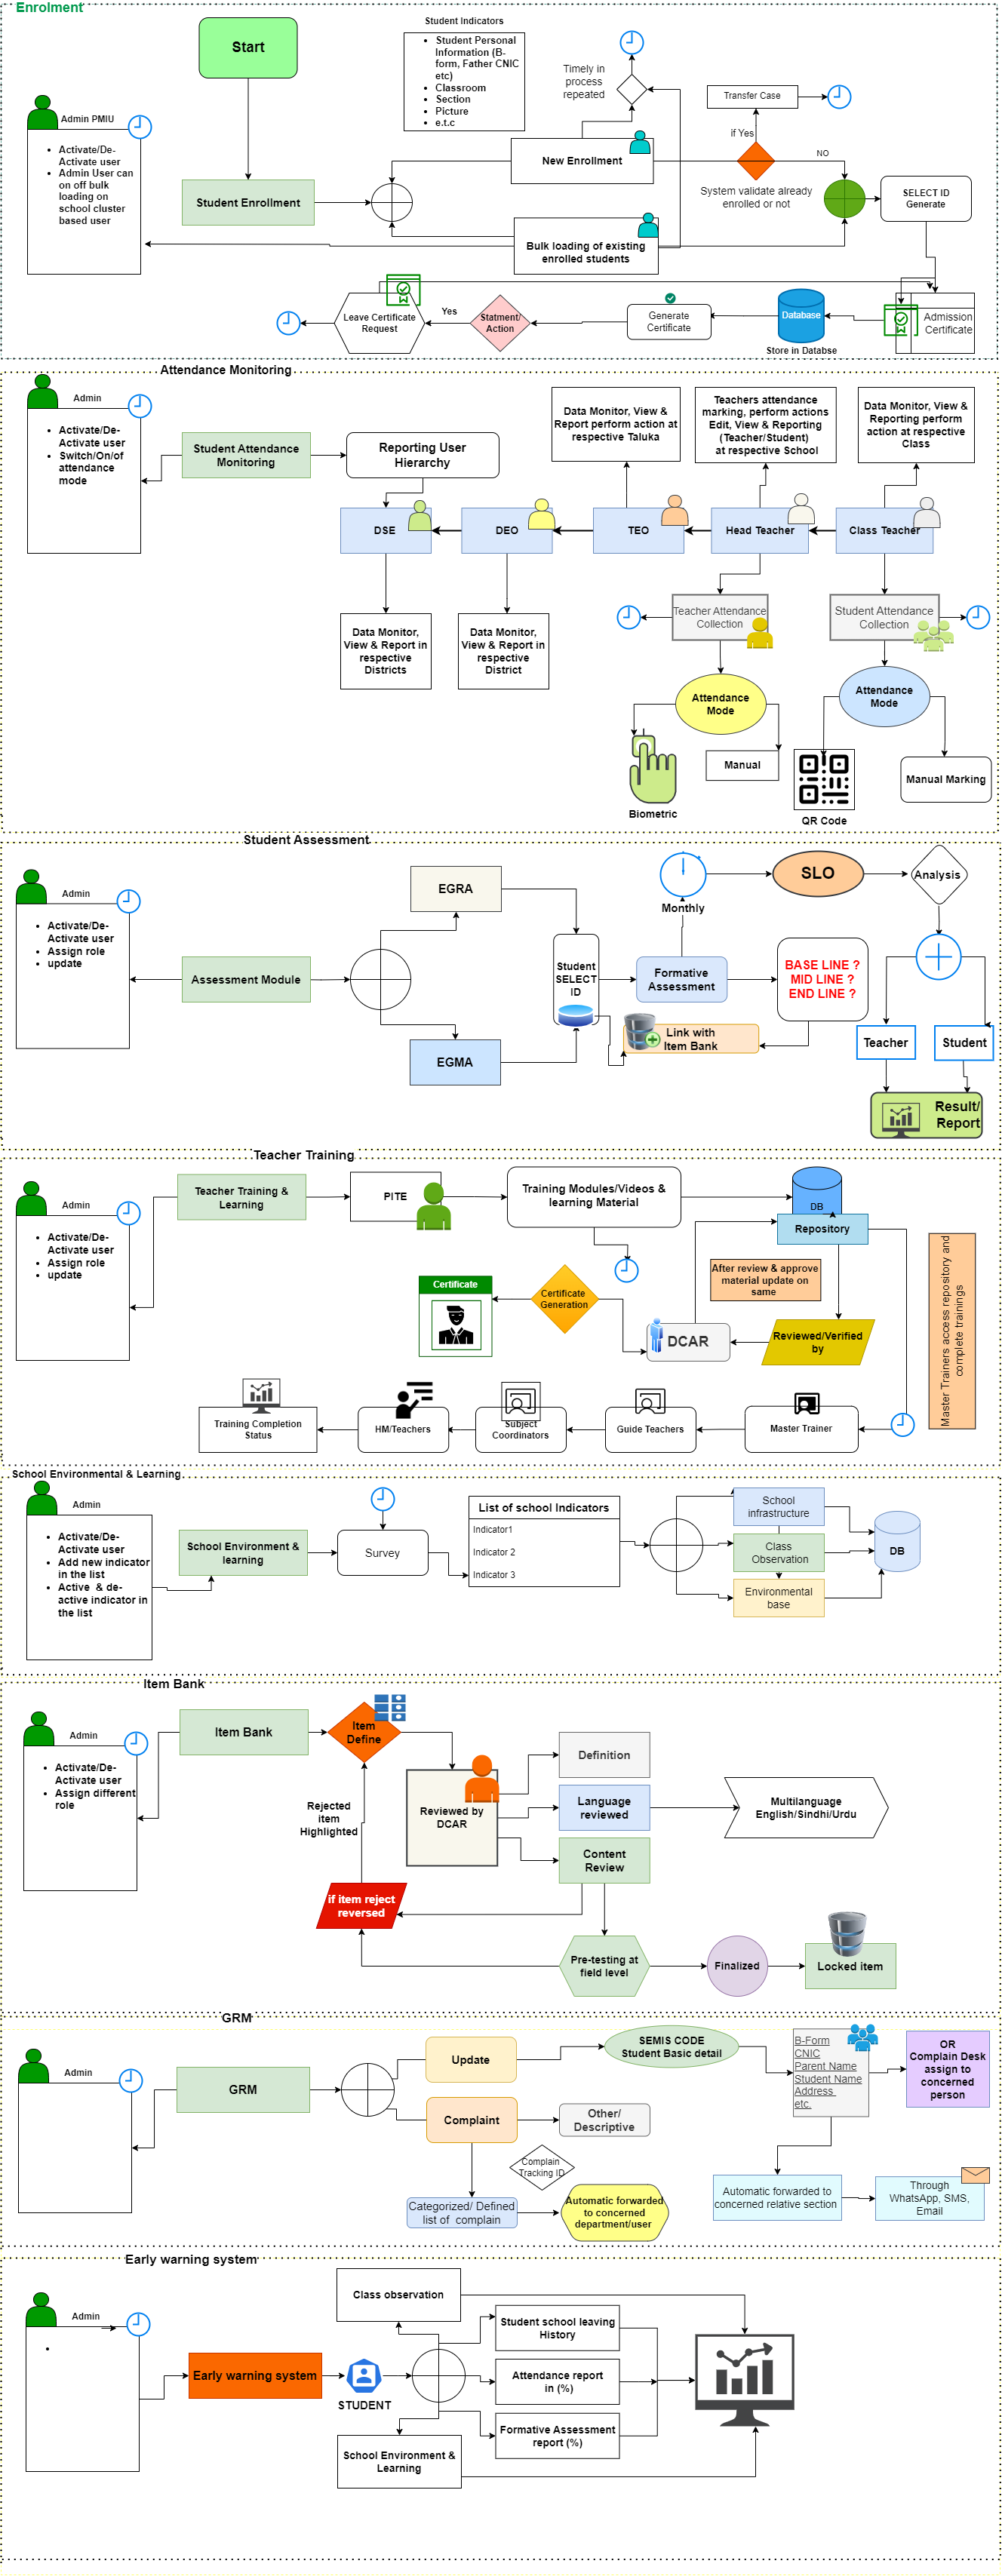 Enrolment
Start
Student Indicators
• Student Personal
Information (B-
form, Father CNIC
etc)
• Classroom
• Section
• Picture
• e.t.c
Timely in
process
repeated
Transfer Case
if Yes
NO
Admin PMIU
• Activate/De-
Activate user
• Admin User can
on off bulk
loading on
school cluster
based user
New Enrollment
System validate already
enrolled or not
SELECT ID
Generate
Student Enrollment
Bulk loading of existing
enrolled students
Leave Certificate
Request
Yes
Statment/
Action
Generate
Certificate
Database
Store in Databse
Admission
Certificate
Attendance Monitoring
Admin
• Activate/De-
Activate user
• Switch/On/of
attendance
mode
Student Attendance
Monitoring
Reporting User
Hierarchy
Data Monitor, View &
Report perform action at
respective Taluka
Teachers attendance
marking, perform actions
Edit, View & Reporting
(Teacher/Student)
at respective School
Data Monitor, View &
Reporting perform
action at respective
Class
DSE
DEO
TEO
Head Teacher
Class Teacher
Data Monitor,
View & Report in
respective
Districts
Data Monitor,
View & Report in
respective
District
Teacher Attendance
Collection
Student Attendance
Collection
Attendance
Mode
Attendance
Mode
Biometric
Manual
QR Code
Manual Marking
Student Assessment
Admin
• Activate/De-
Activate user
• Assign role
• update
Assessment Module
EGRA
EGMA
Student
SELECT
ID
Monthly
SLO
Analysis
Formative
Assessment
BASE LINE ?
MID LINE ?
END LINE ?
Link with
Item Bank
Teacher
Student
Result/
Report
Teacher Training
Admin
• Activate/De-
Activate user
• Assign role
• update
Teacher Training &
Learning
PITE
Training Modules/Videos &
learning Material
DB
Repository
After review & approve
material update on
same
Master Trainers access repository and
complete trainings
Certificate
Certificate
Generation
DCAR
Reviewed/Verified
by
Training Completion
Status
HM/Teachers
Subject
Coordinators
Guide Teachers
Master Trainer
School Environmental & Learning
Admin
• Activate/De-
Activate user
• Add new indicator
in the list
• Active & de-
active indicator in
the list
School Environment &
learning
Survey
List of school Indicators
Indicator1
Indicator 2
Indicator 3
School
infrastructure
Class
Observation
Environmental
base
DB
Item Bank
Admin
• Activate/De-
Activate user
• Assign different
role
Item Bank
Item
Define
Rejected
item
Highlighted
Reviewed by
DCAR
Definition
Language
reviewed
Content
Review
Multilanguage
English/Sindhi/Urdu
if item reject
reversed
Pre-testing at
field level
Finalized
Locked item
GRM
Admin
GRM
Update
Complaint
SEMIS CODE
Student Basic detail
B-Form
CNIC
Parent Name
Student Name
Address
etc.
OR
Complain Desk
assign to
concerned
person
Other/
Descriptive
Complain
Tracking ID
Categorized/ Defined
list of complain
Automatic forwarded
to concerned
department/user
Automatic forwarded to
concerned relative section
Through
WhatsApp, SMS,
Email
Early warning system
Admin
•
Early warning system
STUDENT
Class observation
Student school leaving
History
Attendance report
in (%)
Formative Assessment
report (%)
School Environment &
Learning